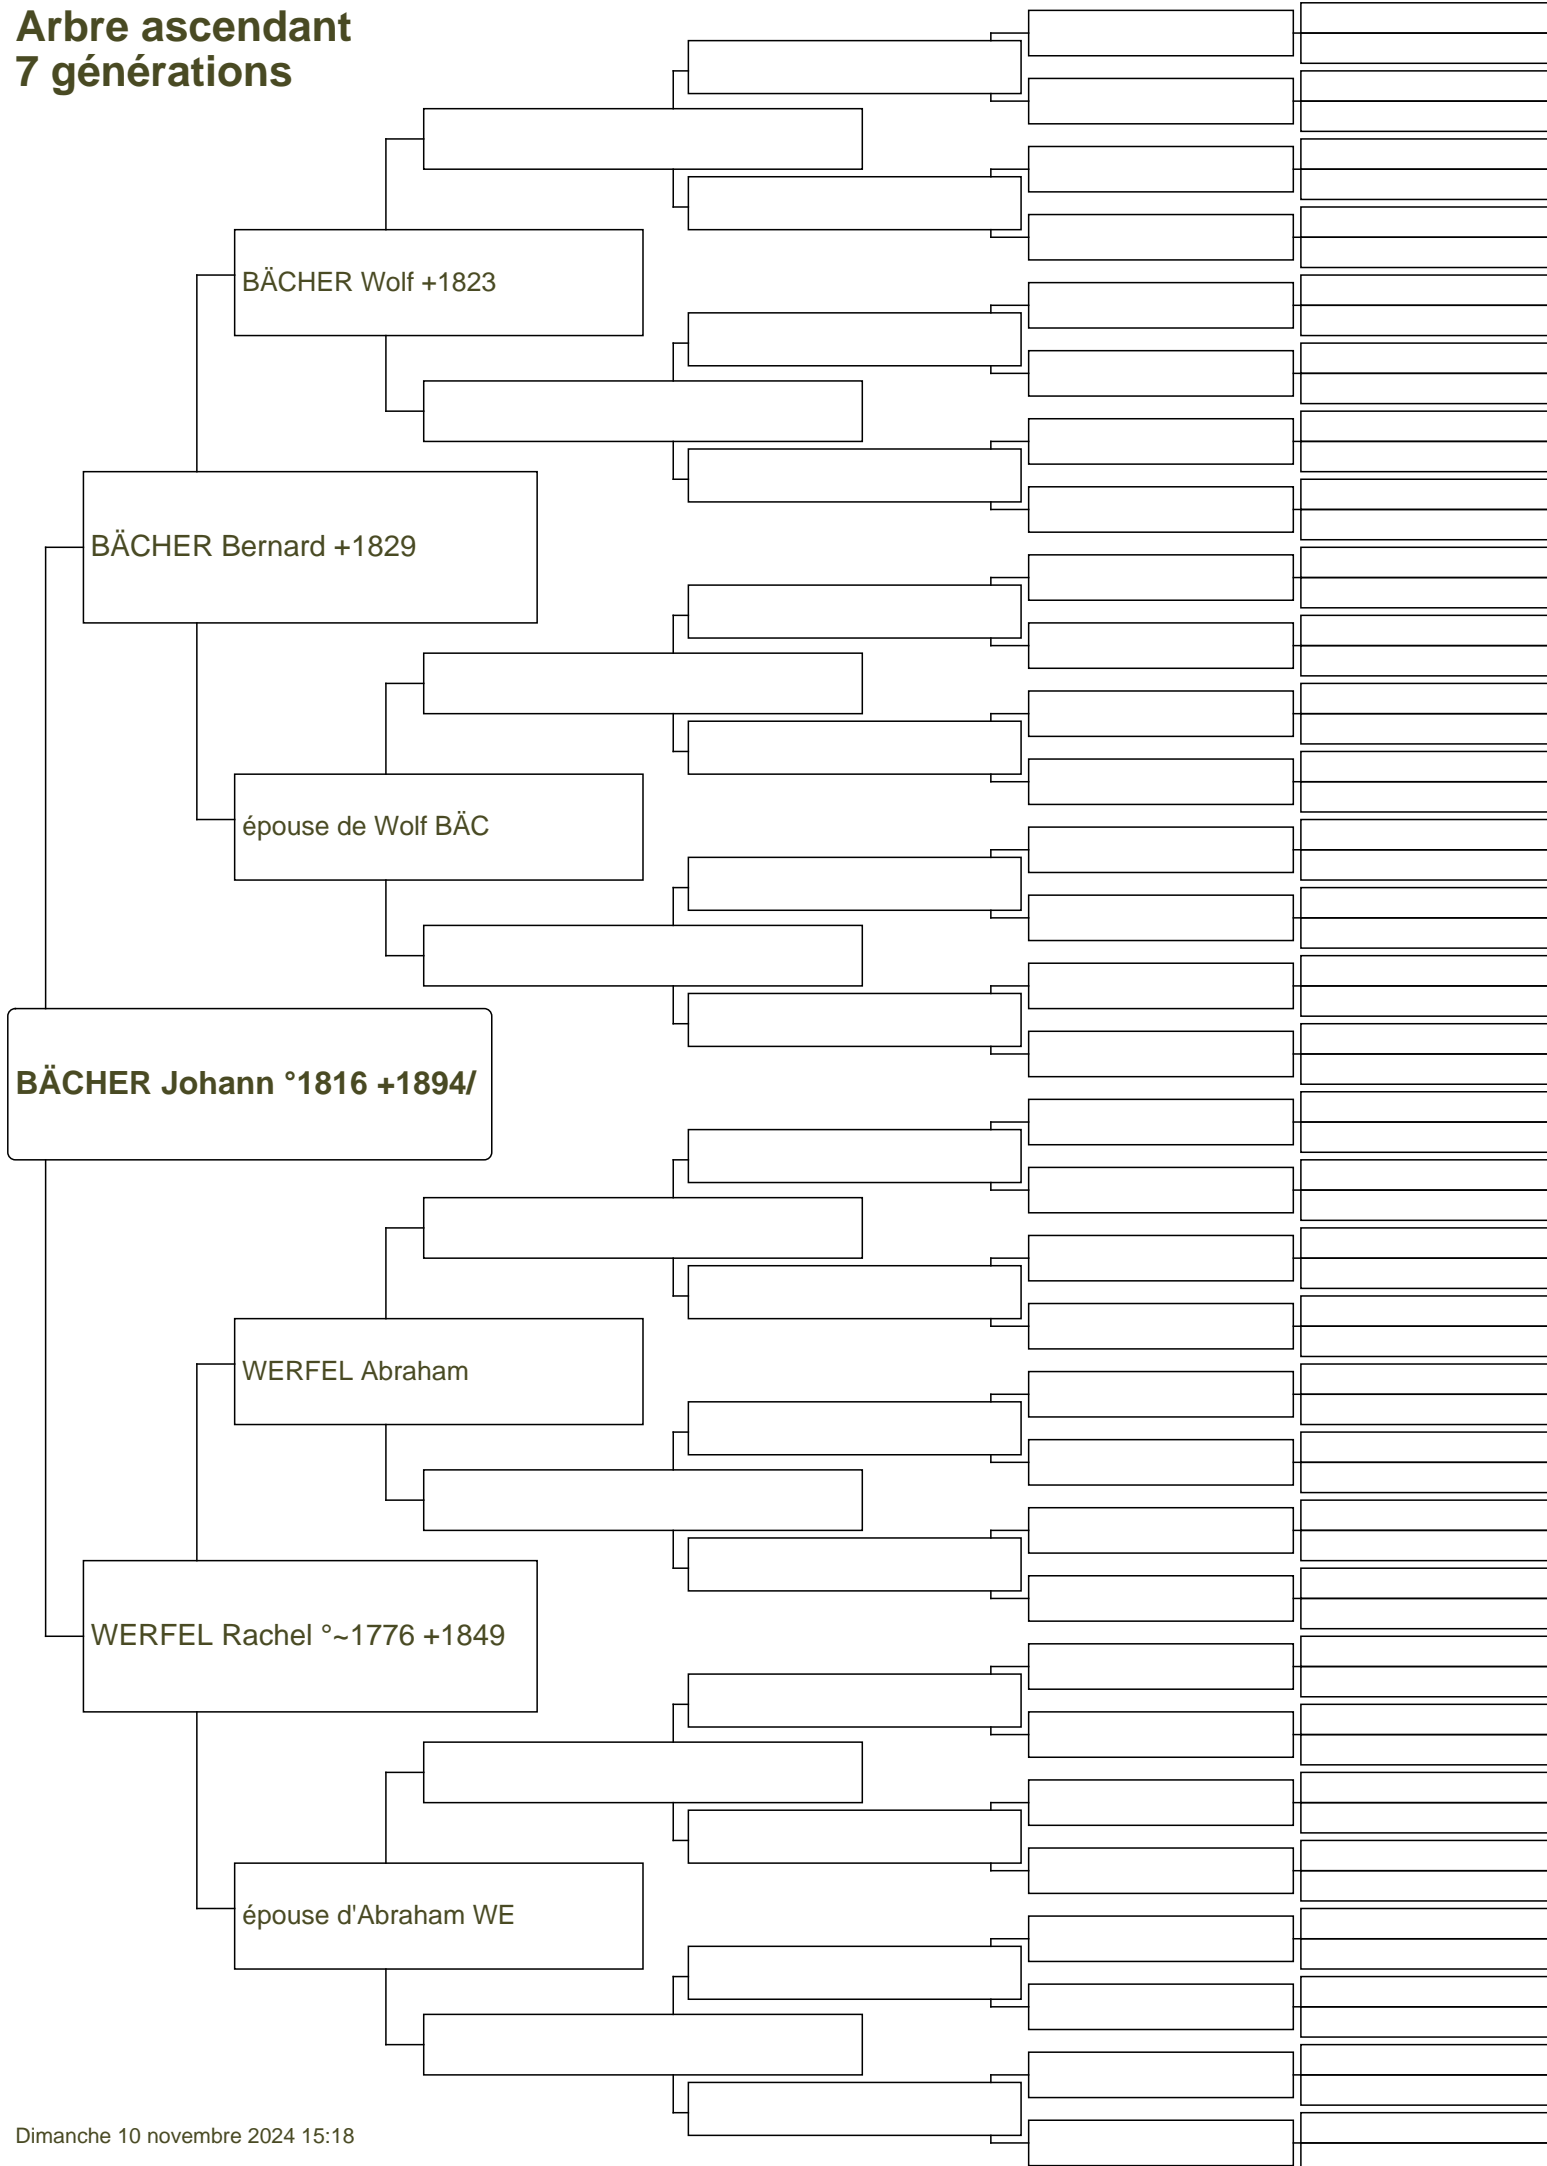 Arbre ascendant
7 générations
BÄCHER Wolf +1823
BÄCHER Bernard +1829
épouse de Wolf BÄC
BÄCHER Johann °1816 +1894/
WERFEL Abraham
WERFEL Rachel °~1776 +1849
épouse d'Abraham WE
Dimanche 10 novembre 2024 15:18